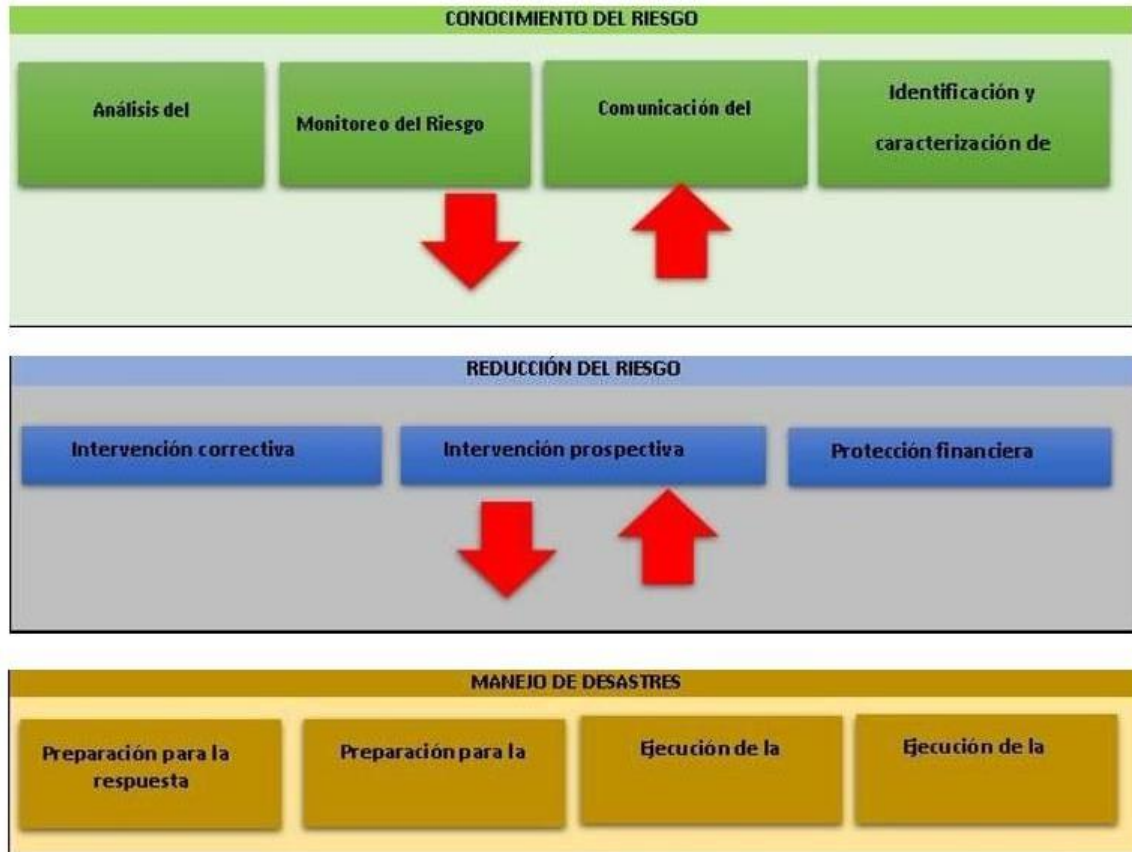 CONOCIMIENTO DEL RIESGO
Análisis del
Monitoreo del Riesgo
Comunicación del
Identificación y
caracterización de
REDUCCIÓN DEL RIESGO
Intervención correctiva
Intervención prospectiva
Protección financiera
MANEJO DE DESASTRES
Preparación para la
respuesta
Preparación para la
Ejecución de la
Ejecución de la